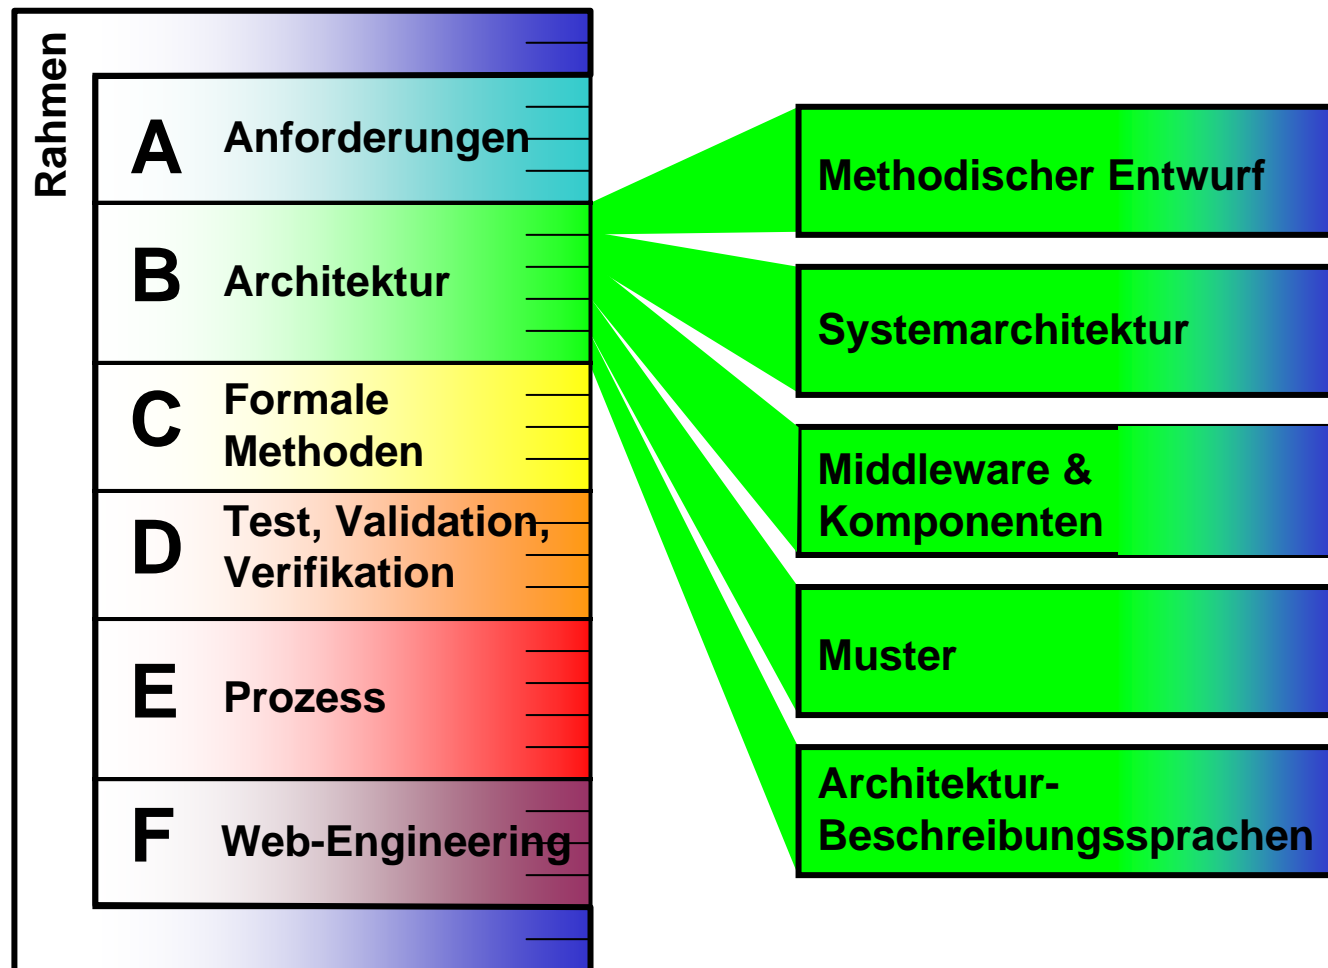 Rahmen
A
Anforderungen
B
Architektur
C
Formale
Methoden
D
Test, Validation,
Verifikation
E
Prozess
F
Web-Engineering
Methodischer Entwurf
Systemarchitektur
Middleware &
Komponenten
Muster
Architektur-
Beschreibungssprachen